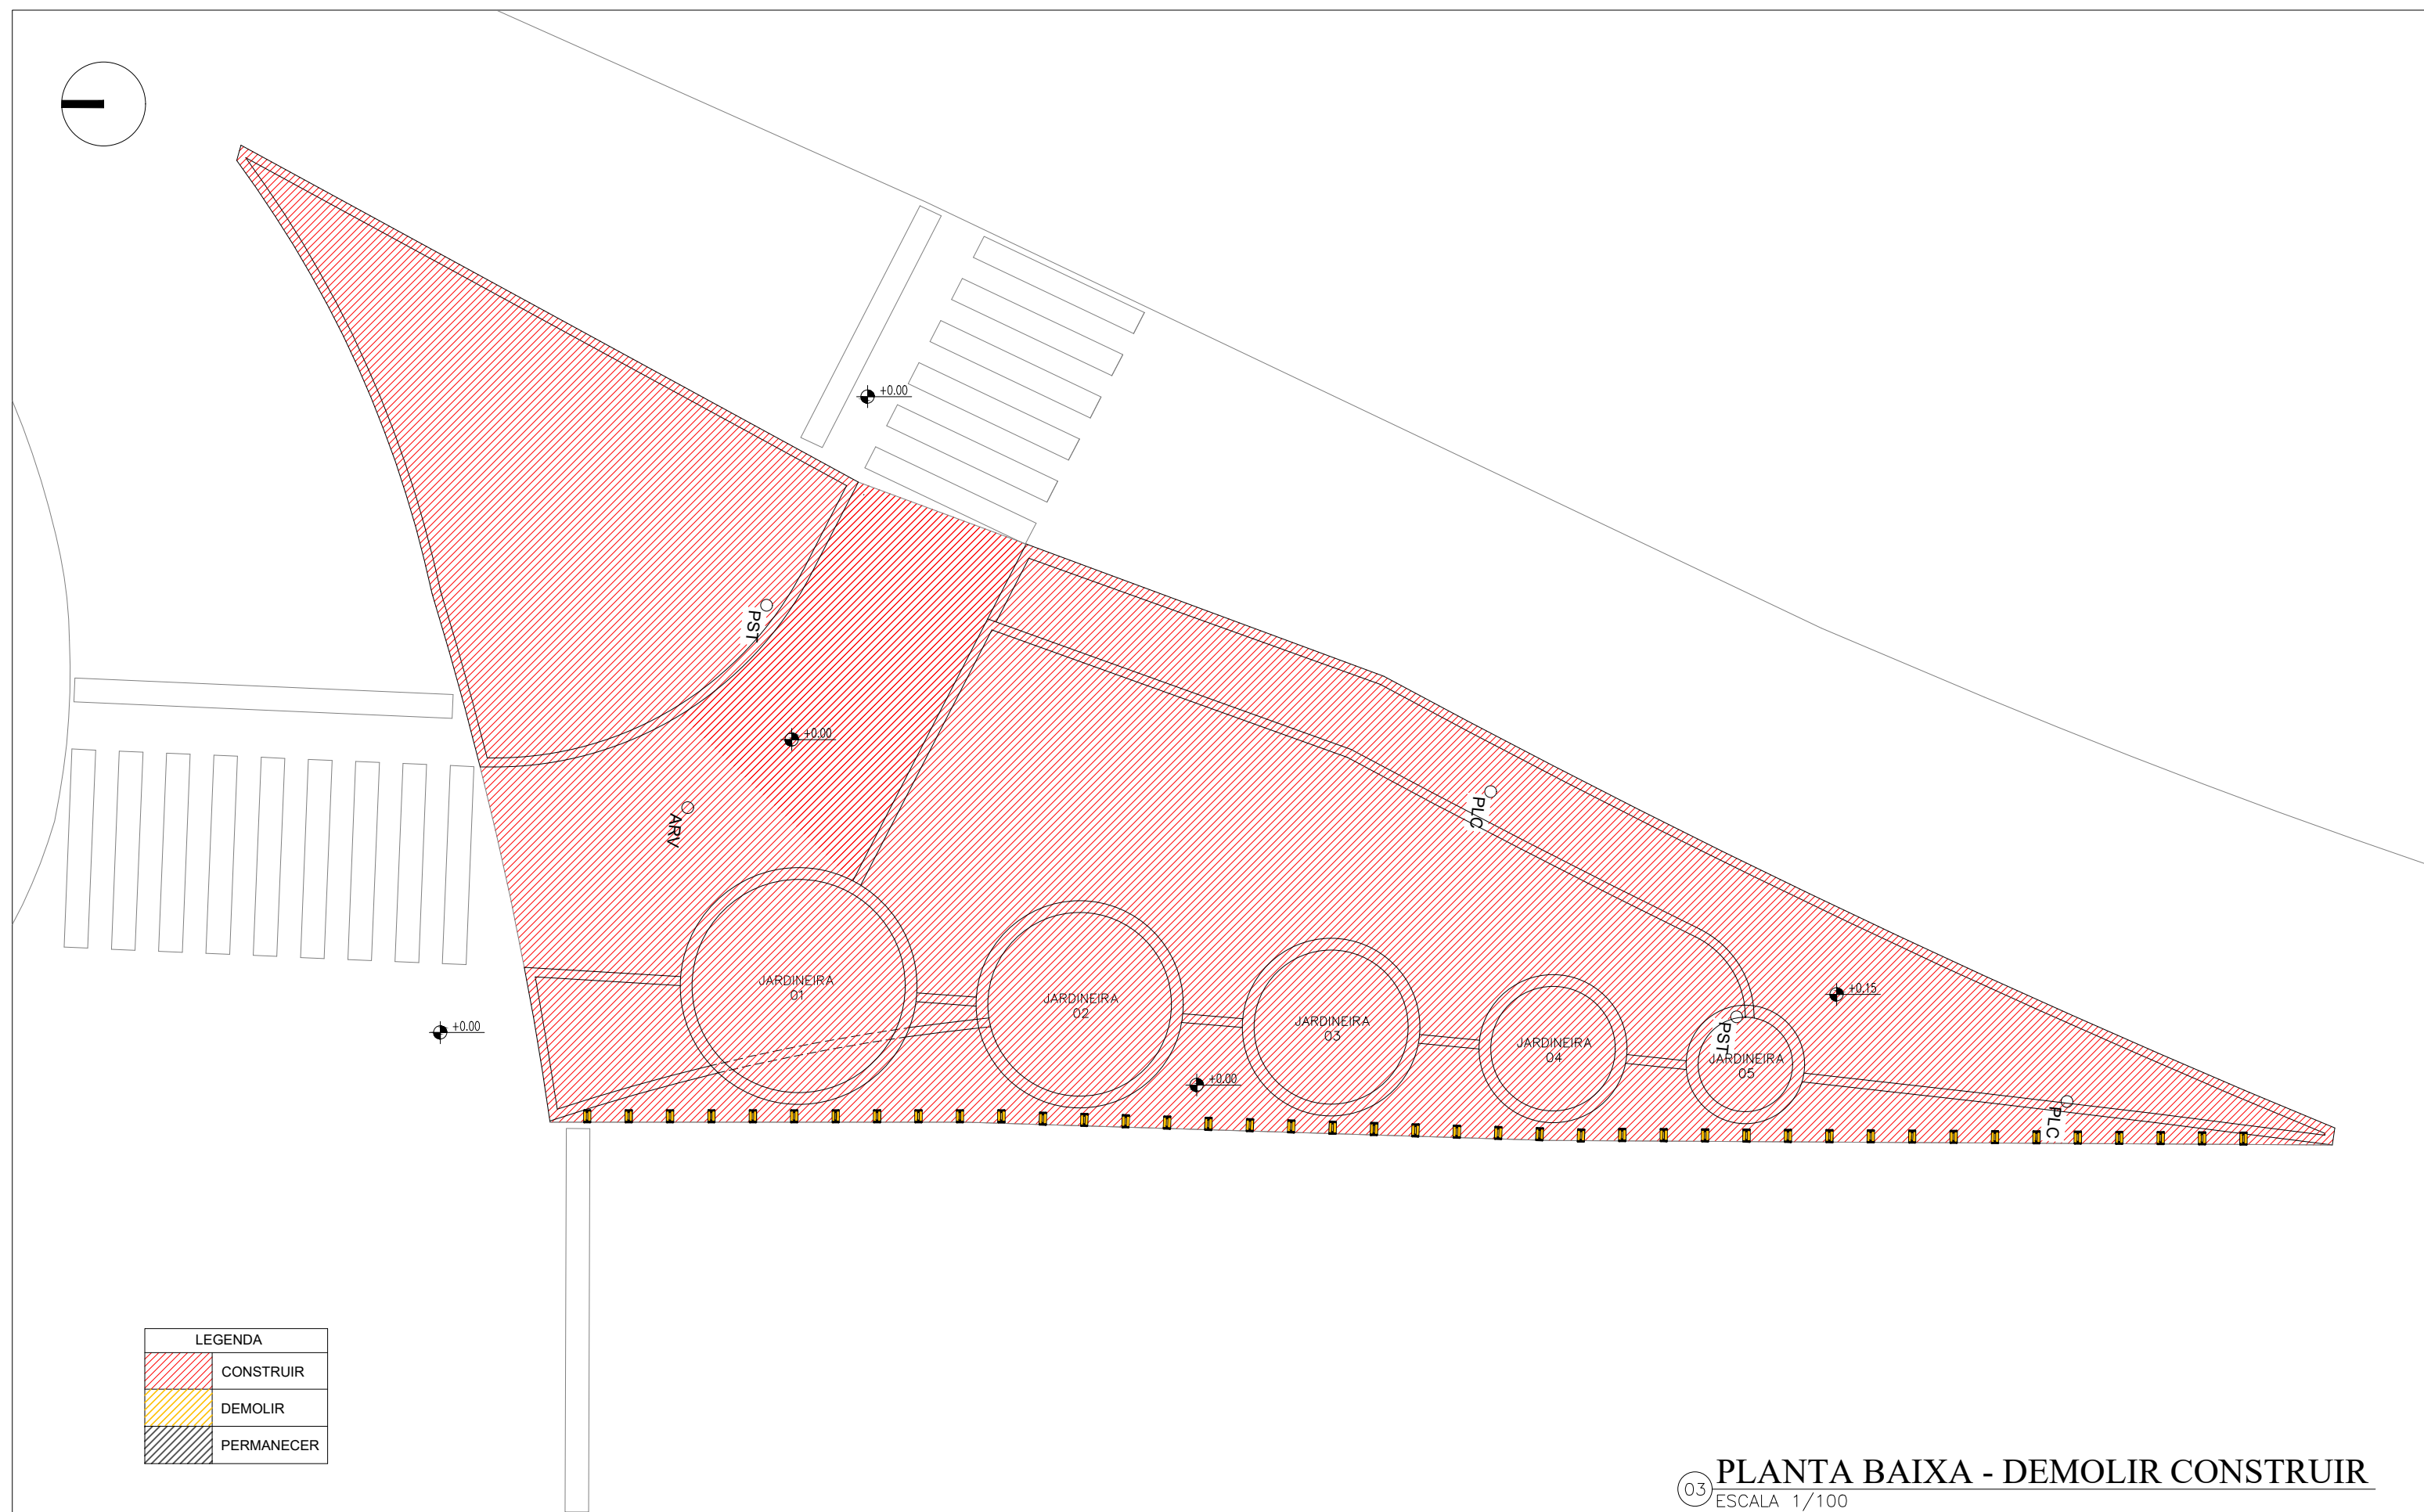 +0.00
PST
+0.00
PLC
ARV
JARDINEIRA
01
JARDINEIRA
02
JARDINEIRA
03
JARDINEIRA
04
PST
JARDINEIRA
05
+0.15
+0.00
+0.00
PLC
LEGENDA
CONSTRUIR
DEMOLIR
PERMANECER
03 PLANTA BAIXA - DEMOLIR CONSTRUIR
ESCALA 1/100